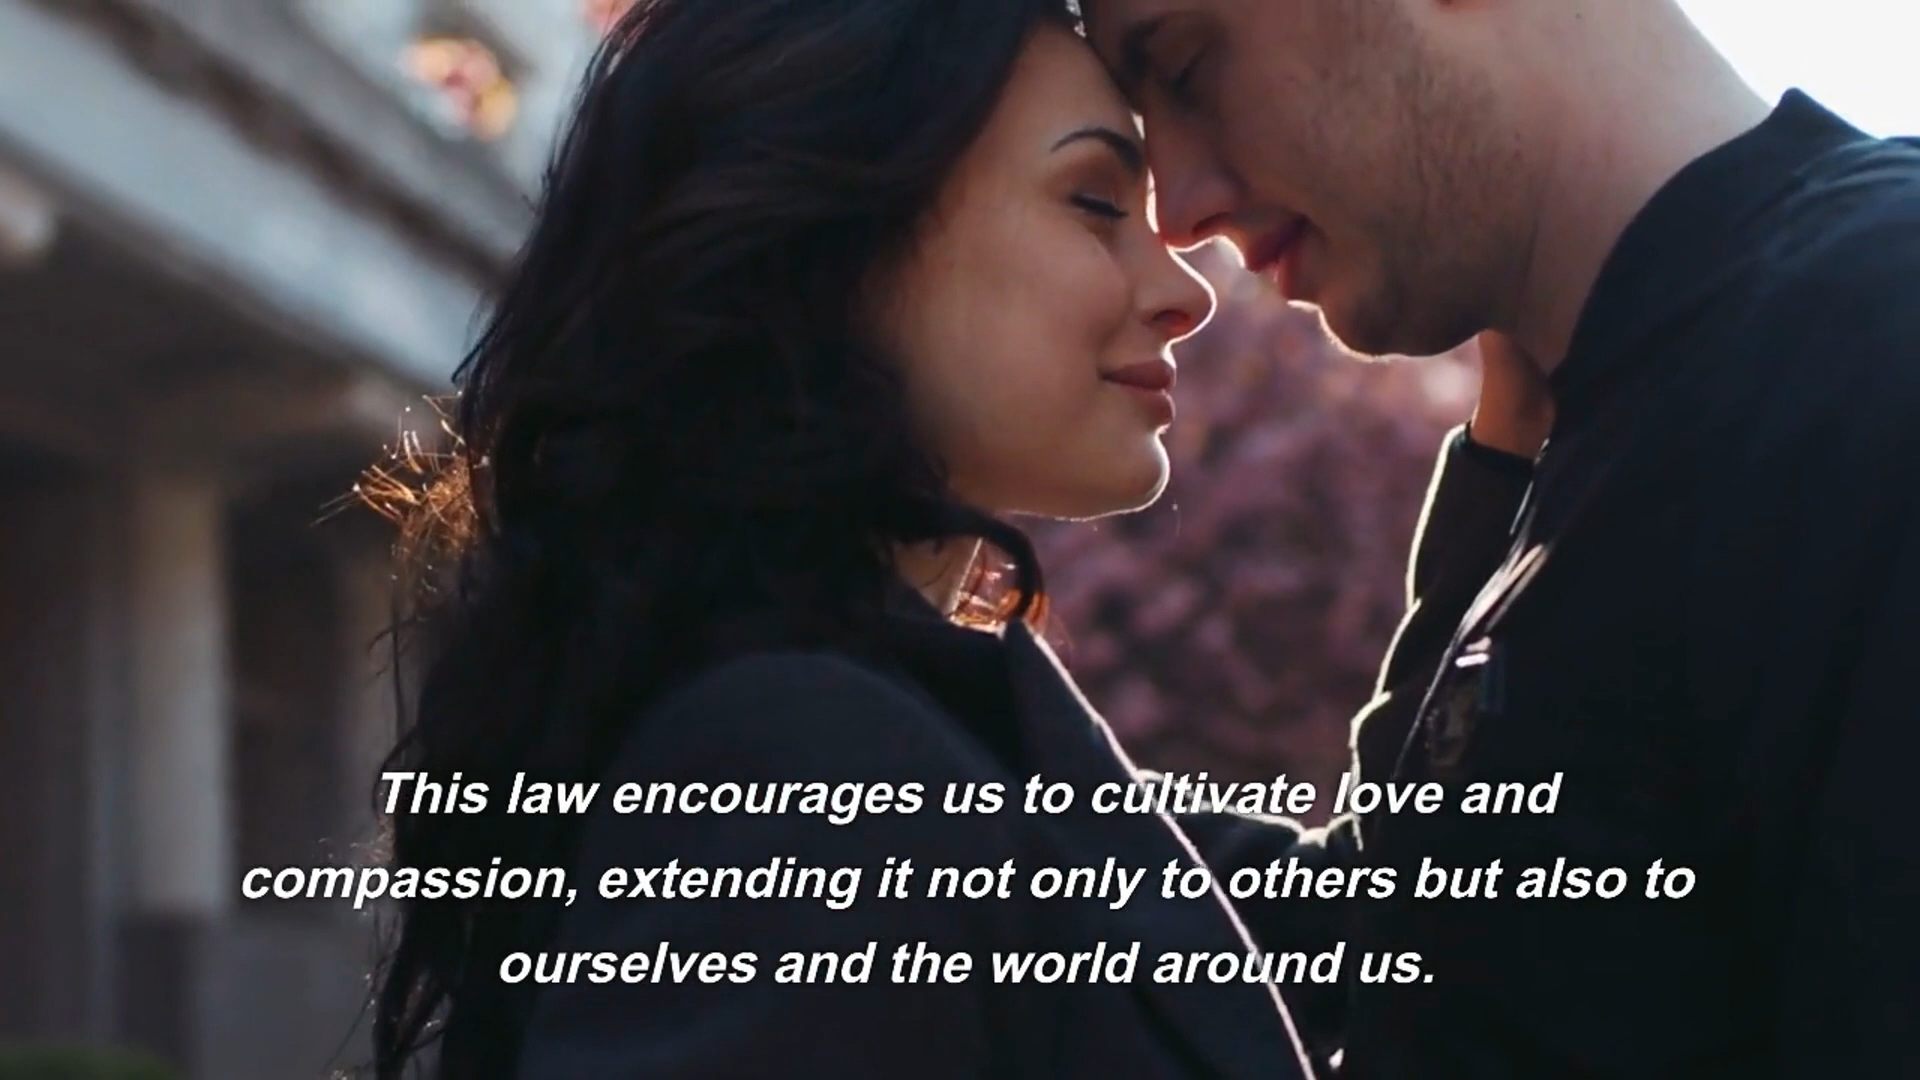 This law encourages us to cultivate love and
compassion, extending it not only to others but also to
ourselves and the world around us.